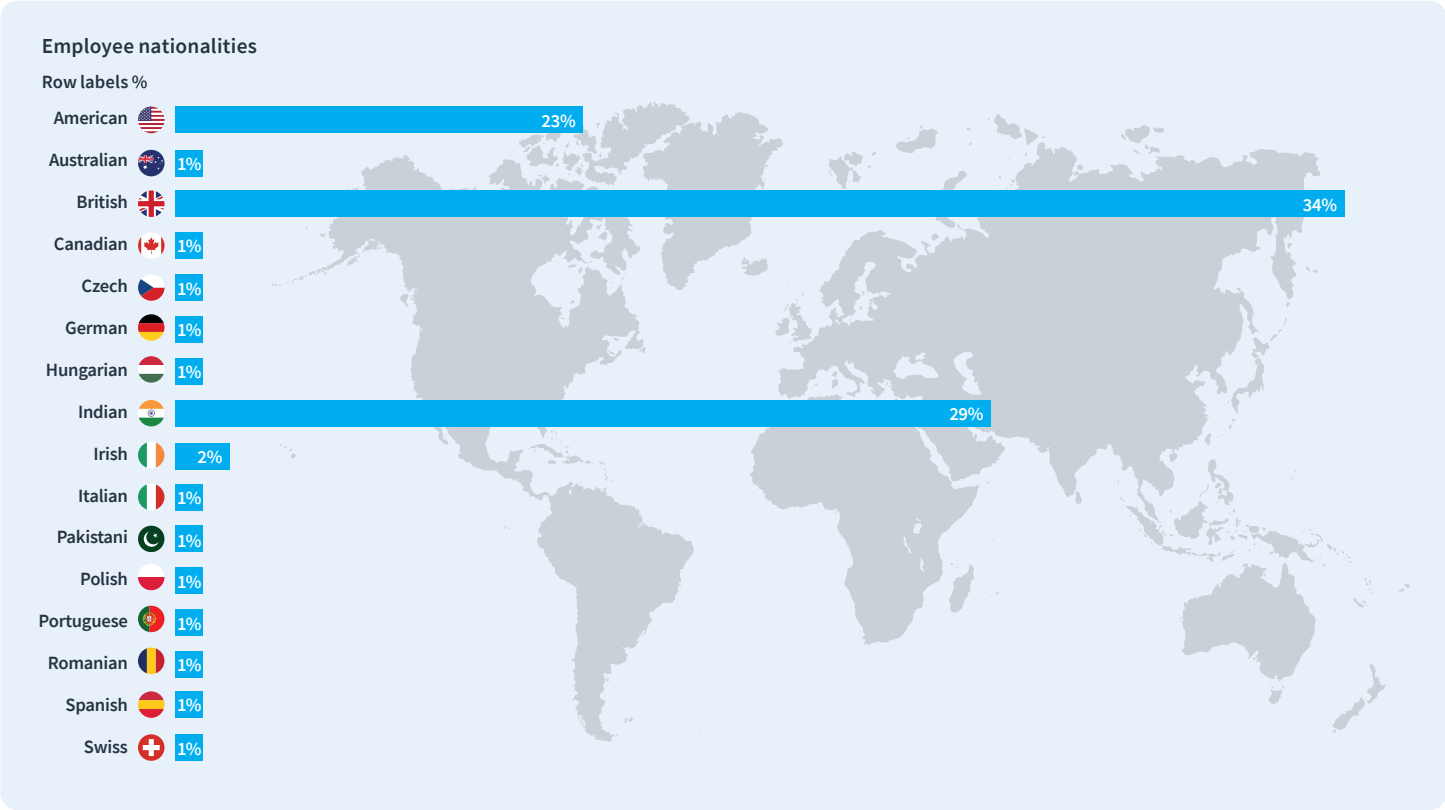 Employee nationalities
Row labels %
American 23%
Australian 1%
British 34%
Canadian 1%
Czech 1%
German 1%
Hungarian 1%
Indian 29%
Irish 2%
Italian 1%
Pakistani 1%
Polish 1%
Portuguese 1%
Romanian 1%
Spanish 1%
Swiss 1%